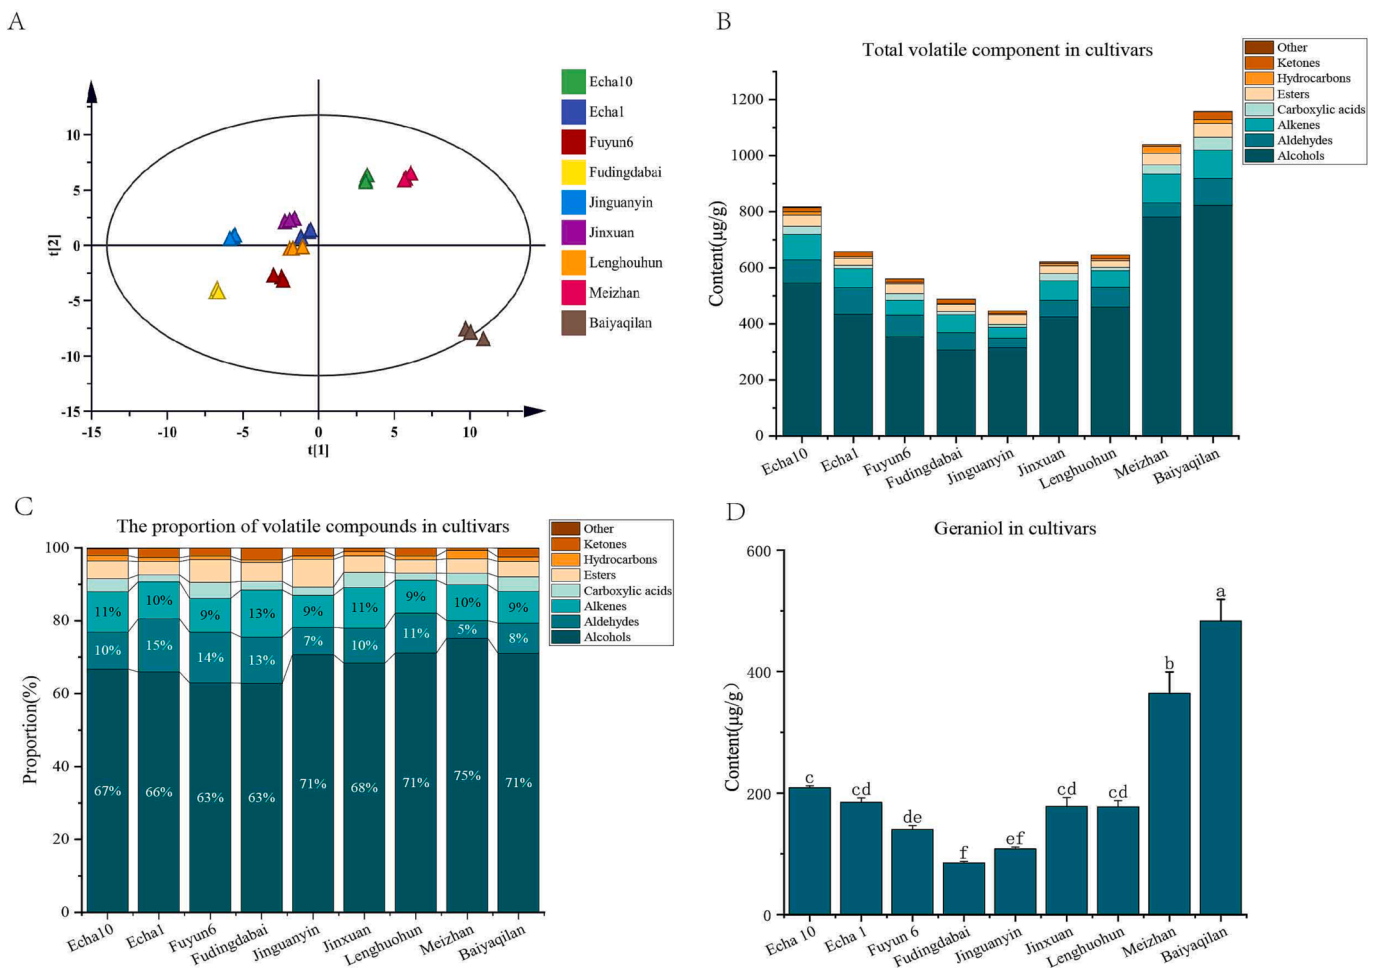 A
10
5
0
-5
-10
-15
t[2]
-15
-10
-5
0
5
10
t[1]
Echa10
Echa1
Fuyun6
Fudingdabai
Jinguanyin
Jinxuan
Lenghouhun
Meizhan
Baiyaqilan
B
Total volatile component in cultivars
Other
Ketones
Hydrocarbons
Esters
Carboxylic acids
Alkenes
Aldehydes
Alcohols
Content(μg/g)
1200
1000
800
600
400
200
0
Echa10
Echa1
Fuyun6
Fudingdabai
Jinguanyin
Jinxuan
Lenghuohun
Meizhan
Baiyaqilan
C
The proportion of volatile compounds in cultivars
Other
Ketones
Hydrocarbons
Esters
Carboxylic acids
Alkenes
Aldehydes
Alcohols
Proportion(%)
100
80
60
40
20
0
11% 10% 9% 13% 9% 11% 9% 10% 9%
10% 15% 14% 13% 7% 10% 11% 5% 8%
67% 66% 63% 63% 71% 68% 71% 75% 71%
Echa10
Echa1
Fuyun6
Fudingdabai
Jinguanyin
Jinxuan
Lenghuohun
Meizhan
Baiyaqilan
D
Geraniol in cultivars
Content(μg/g)
600
400
200
0
c
cd
de
f
ef
cd
cd
b
a
Echa 10
Echa 1
Fuyun 6
Fudingdabai
Jinguanyin
Jinxuan
Lenghuohun
Meizhan
Baiyaqilan